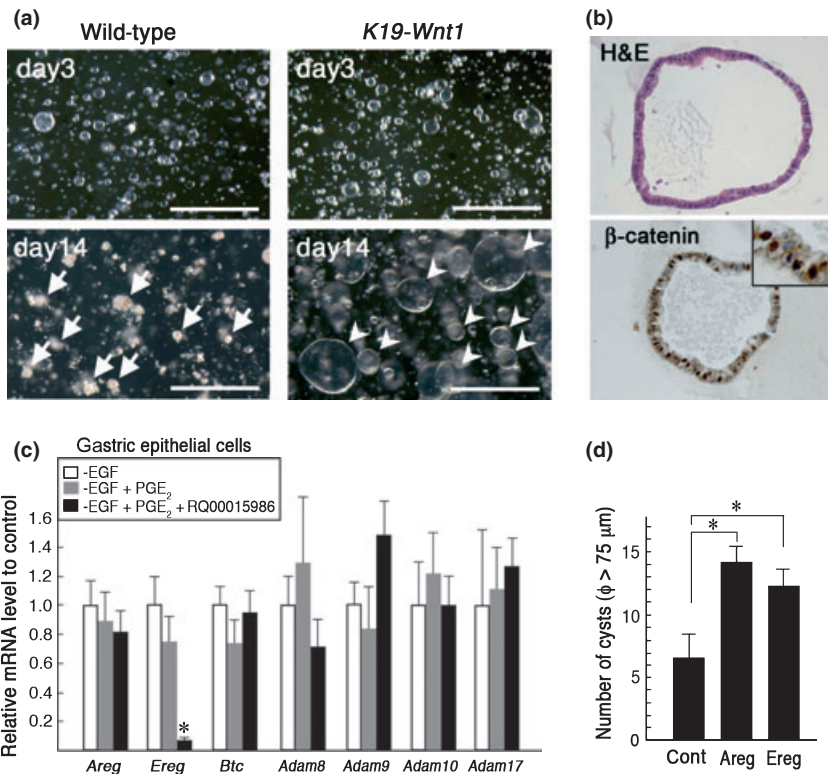 (a)
Wild-type
K19-Wnt1
day3
day3
day14
day14
(b)
H&E
β-catenin
(c)
Gastric epithelial cells
-EGF
-EGF + PGE₂
-EGF + PGE₂ + RQ00015986
Relative mRNA level to control
1.6
1.4
1.2
1.0
0.8
0.6
0.4
0.2
*
Areg Ereg Btc Adam8 Adam9 Adam10 Adam17
(d)
Number of cysts (ϕ > 75 μm)
15
10
5
0
*
*
Cont Areg Ereg